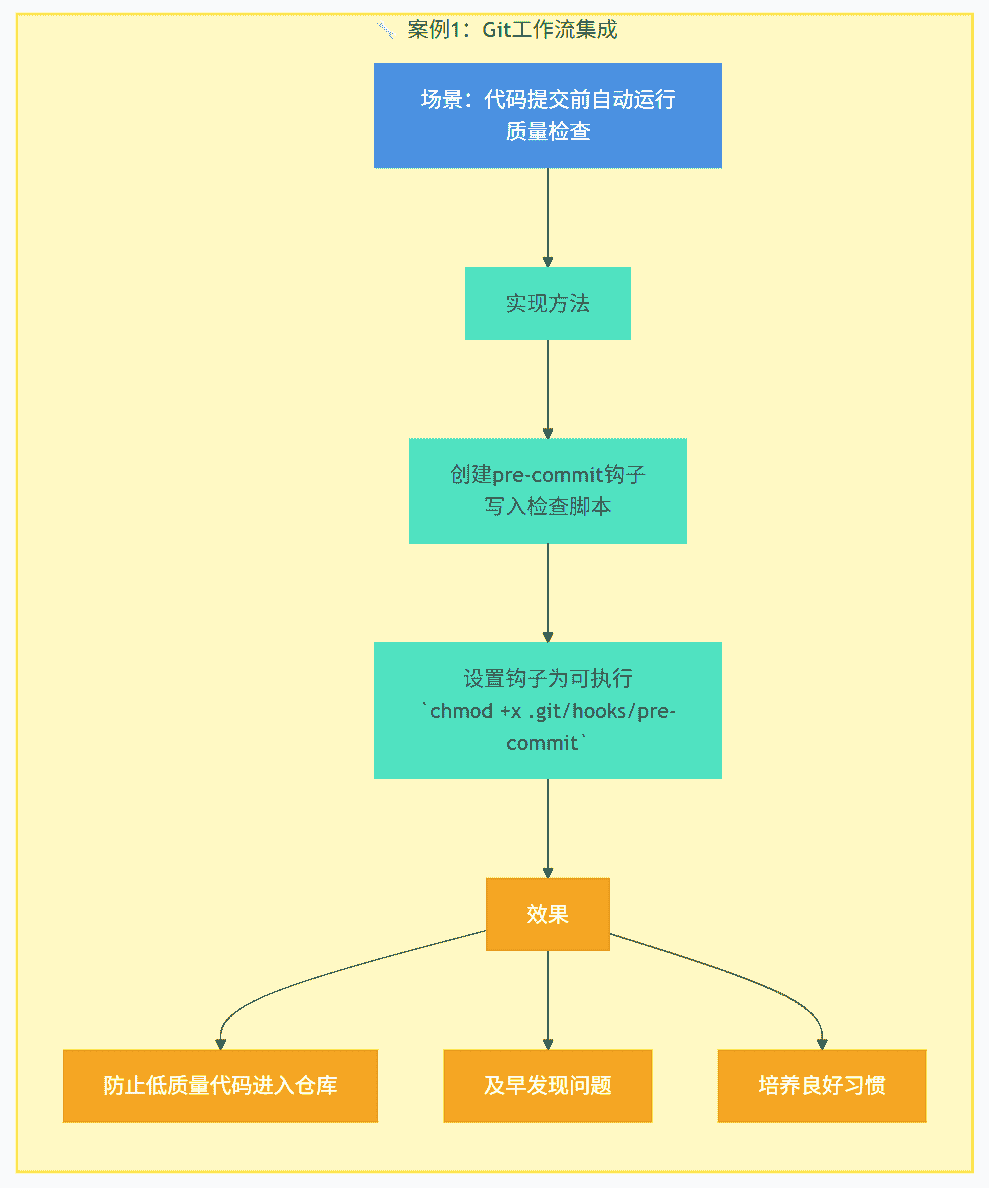 案例1：Git工作流集成
场景：代码提交前自动运行
质量检查
实现方法
创建pre-commit钩子
写入检查脚本
设置钩子为可执行
`chmod +x .git/hooks/pre-
commit`
效果
防止低质量代码进入仓库
及早发现问题
培养良好习惯